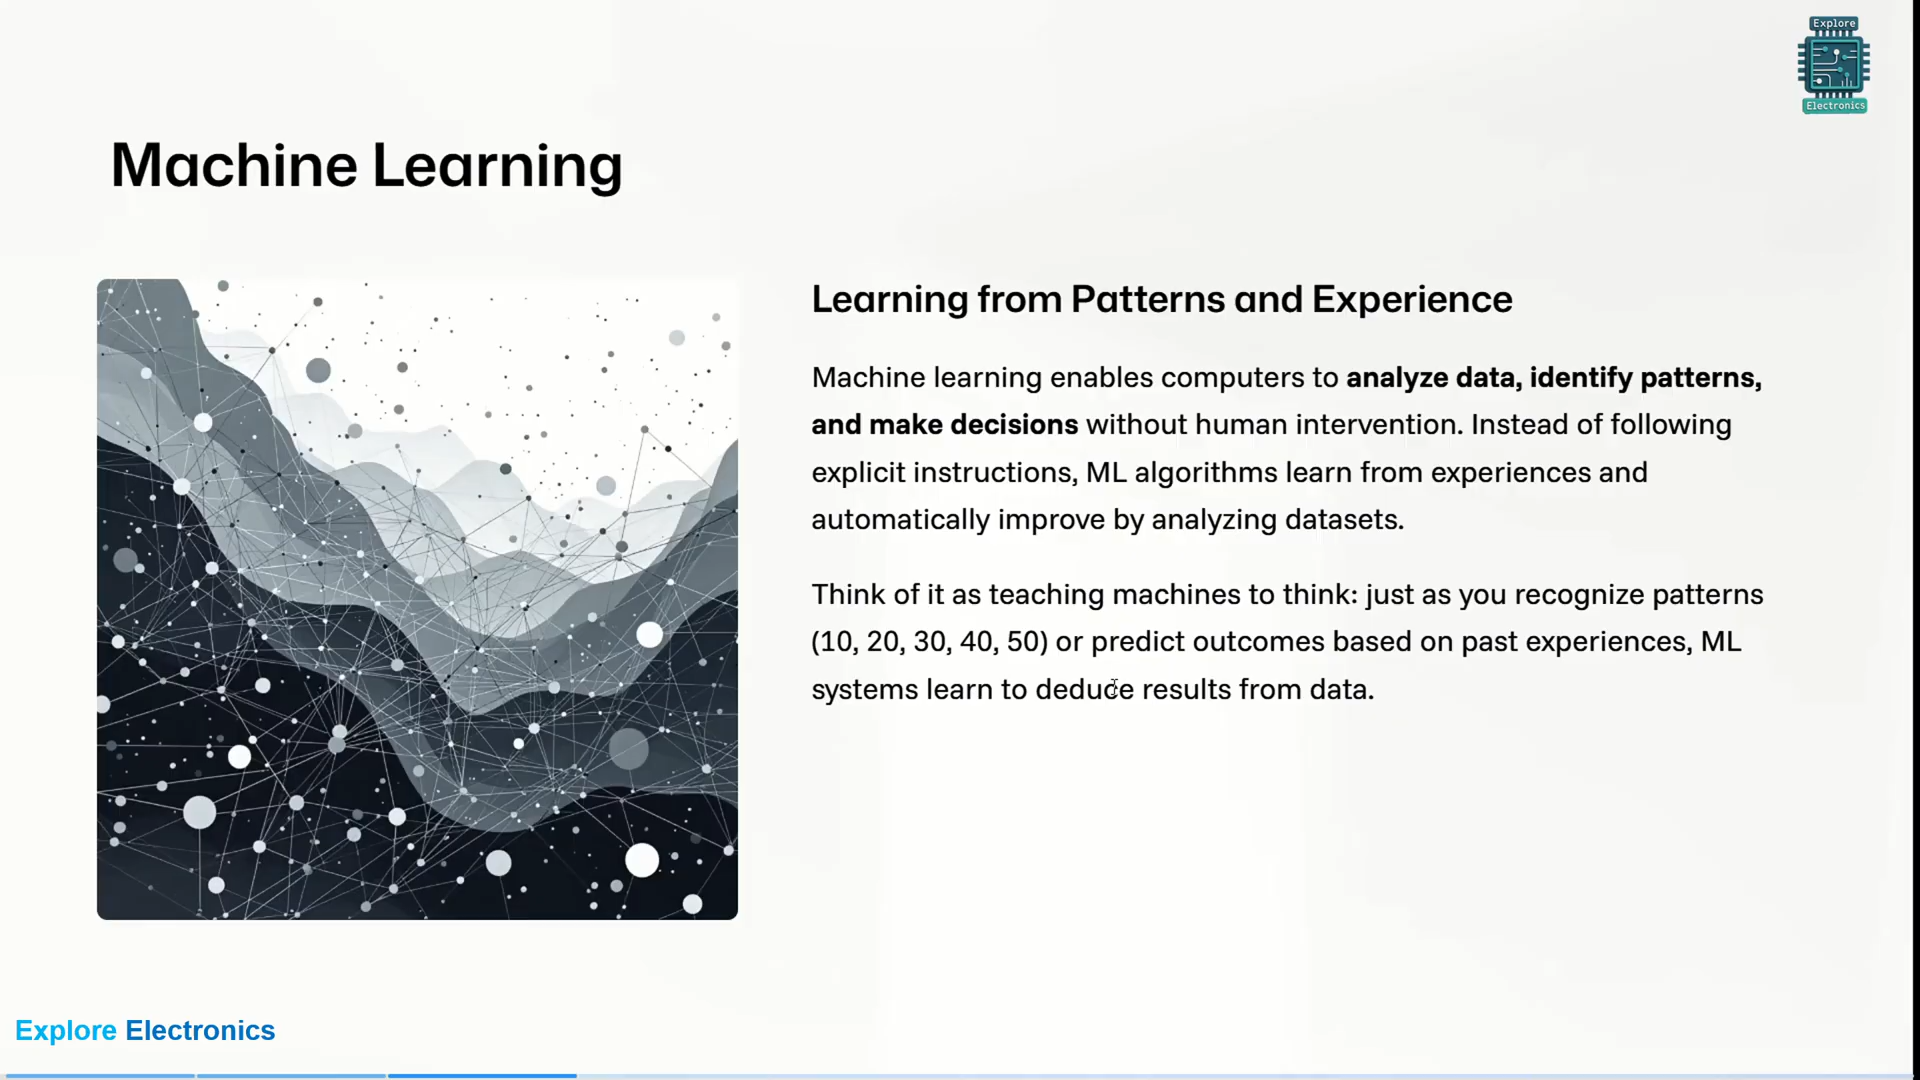 Explore
Electronics
Machine Learning
Learning from Patterns and Experience
Machine learning enables computers to analyze data, identify patterns,
and make decisions without human intervention. Instead of following
explicit instructions, ML algorithms learn from experiences and
automatically improve by analyzing datasets.
Think of it as teaching machines to think: just as you recognize patterns
(10, 20, 30, 40, 50) or predict outcomes based on past experiences, ML
systems learn to deduce results from data.
Explore Electronics